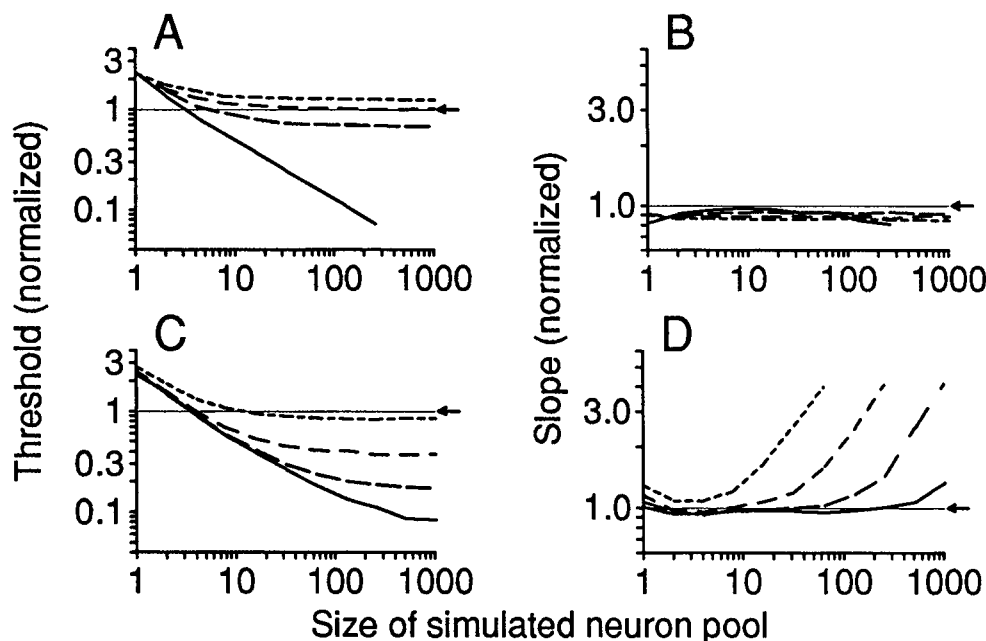 A
3
1
0.3
0.1
1 10 100 1000
B
3.0
1.0
1 10 100 1000
C
3
1
0.3
0.1
1 10 100 1000
D
3.0
1.0
1 10 100 1000
Threshold (normalized)
Slope (normalized)
Size of simulated neuron pool